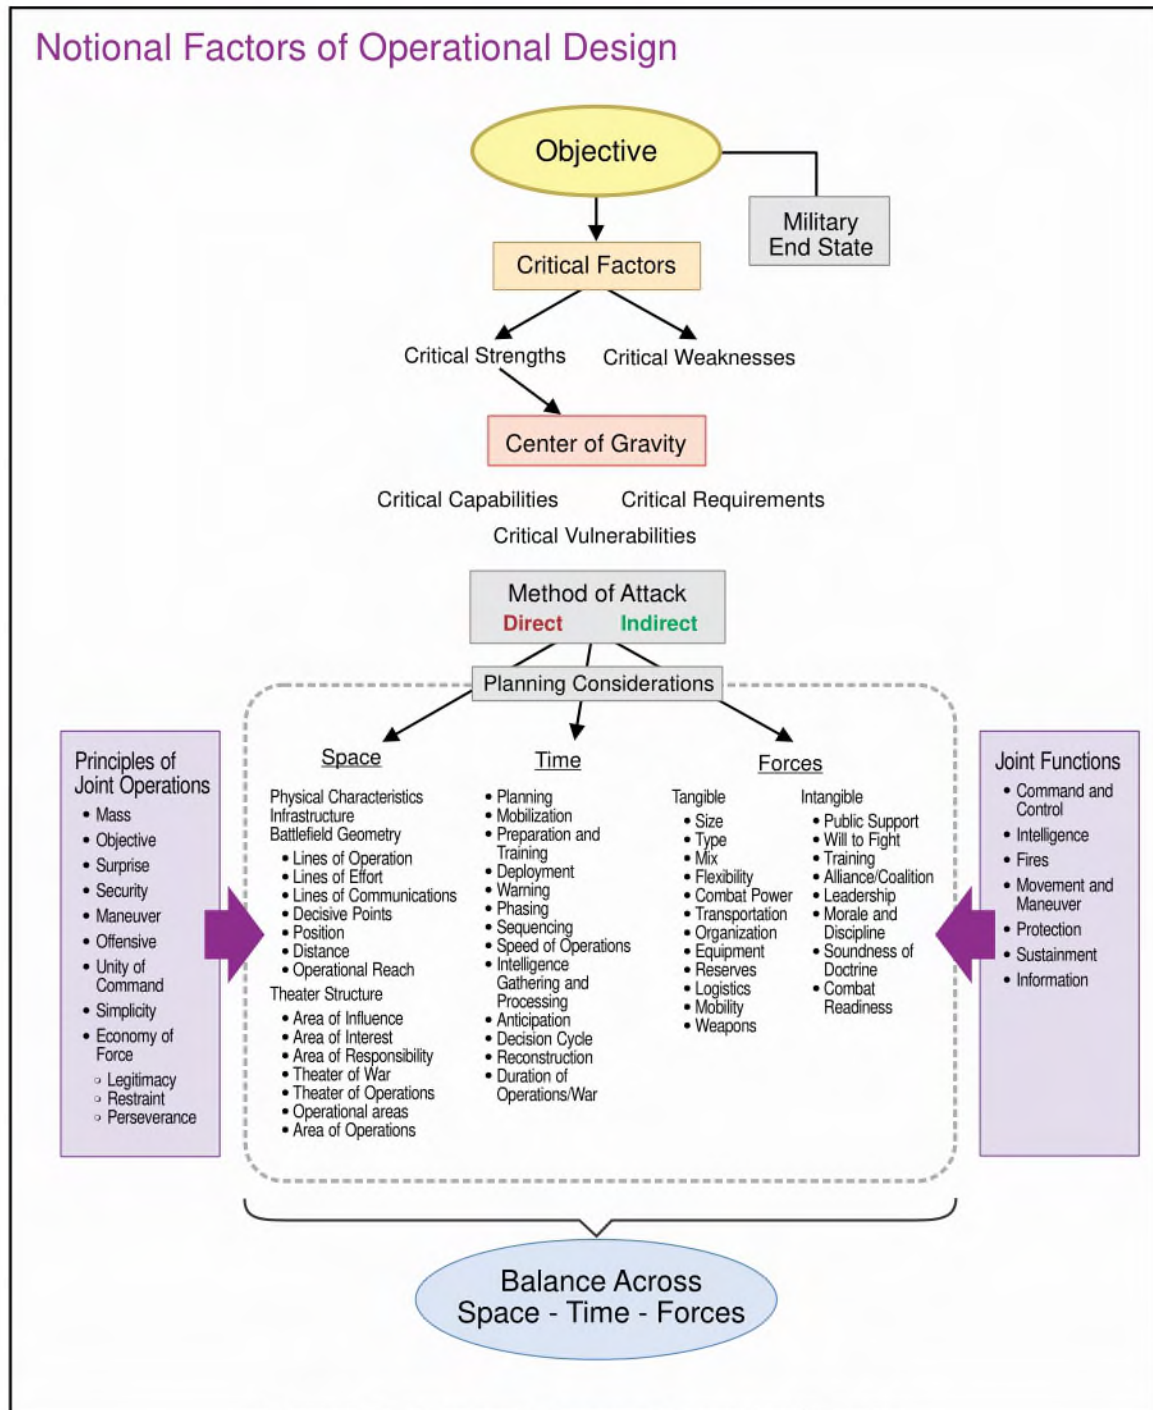 Notional Factors of Operational Design
Objective
Military
End State
Critical Factors
Critical Strengths
Critical Weaknesses
Center of Gravity
Critical Capabilities
Critical Requirements
Critical Vulnerabilities
Method of Attack
Direct
Indirect
Planning Considerations
Principles of
Joint Operations
• Mass
• Objective
• Surprise
• Security
• Maneuver
• Offensive
• Unity of
Command
• Simplicity
• Economy of
Force
○ Legitimacy
○ Restraint
○ Perseverance
Space
Physical Characteristics
Infrastructure
Battlefield Geometry
• Lines of Operation
• Lines of Effort
• Lines of Communications
• Decisive Points
• Position
• Distance
• Operational Reach
Theater Structure
• Area of Influence
• Area of Interest
• Area of Responsibility
• Theater of War
• Theater of Operations
• Operational areas
• Area of Operations
Time
• Planning
• Mobilization
• Preparation and
Training
• Deployment
• Warning
• Phasing
• Sequencing
• Speed of Operations
• Intelligence
Gathering and
Processing
• Anticipation
• Decision Cycle
• Reconstruction
• Duration of
Operations/War
Forces
Tangible
• Size
• Type
• Mix
• Flexibility
• Combat Power
• Transportation
• Organization
• Equipment
• Reserves
• Logistics
• Mobility
• Weapons
Intangible
• Public Support
• Will to Fight
• Training
• Alliance/Coalition
• Leadership
• Morale and
Discipline
• Soundness of
Doctrine
• Combat
Readiness
Joint Functions
• Command and
Control
• Intelligence
• Fires
• Movement and
Maneuver
• Protection
• Sustainment
• Information
Balance Across
Space - Time - Forces